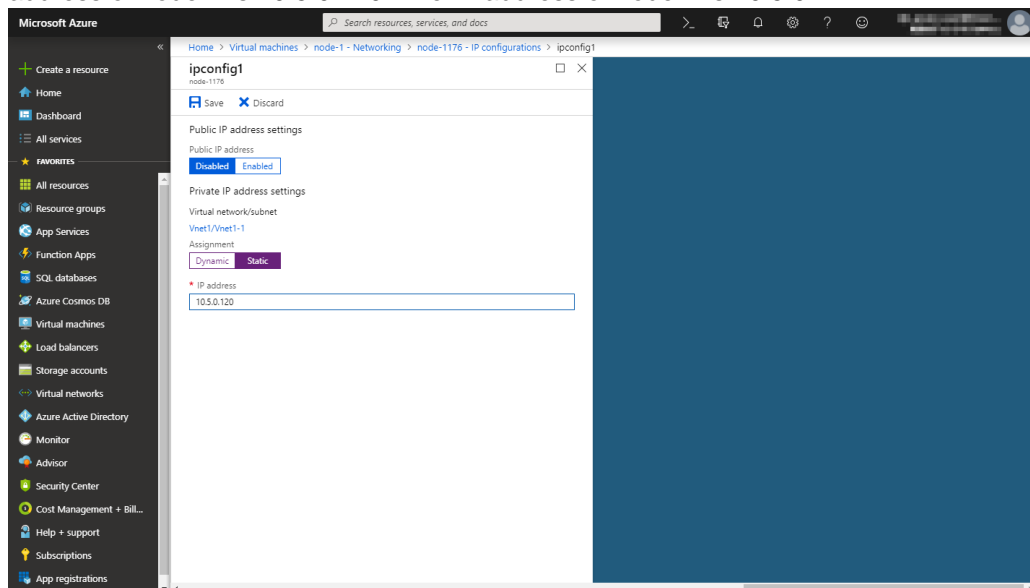 Microsoft Azure
Search resources, services, and docs
Home > Virtual machines > node-1 - Networking > node-1176 - IP configurations > ipconfig1
Create a resource
Home
Dashboard
All services
FAVORITES
All resources
Resource groups
App Services
Function Apps
SQL databases
Azure Cosmos DB
Virtual machines
Load balancers
Storage accounts
Virtual networks
Azure Active Directory
Monitor
Advisor
Security Center
Cost Management + Bill...
Help + support
Subscriptions
App registrations
ipconfig1
node-1176
Save Discard
Public IP address settings
Public IP address
Disabled Enabled
Private IP address settings
Virtual network/subnet
Vnet1/Vnet1-1
Assignment
Dynamic Static
* IP address
10.5.0.120